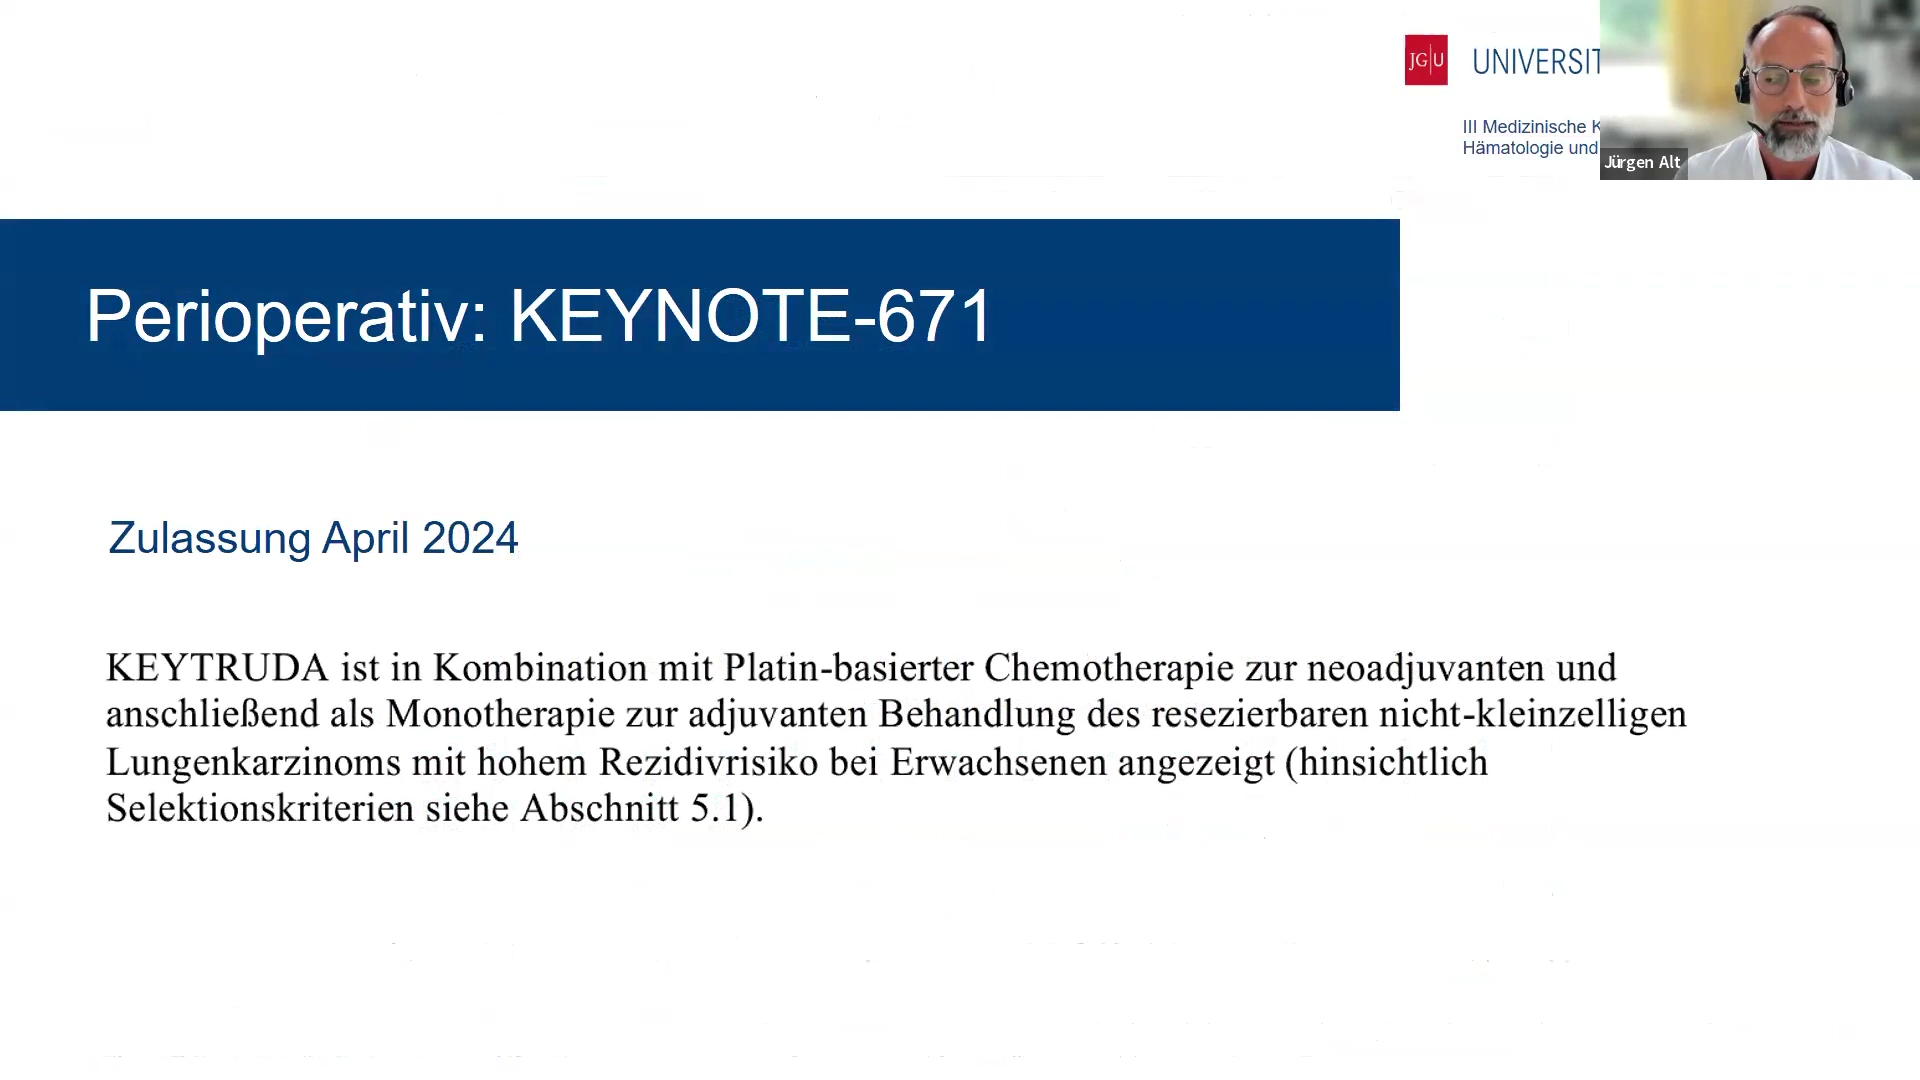 JG|U UNIVERSIT
III Medizinische K
Hämatologie und
Jürgen Alt
Perioperativ: KEYNOTE-671
Zulassung April 2024
KEYTRUDA ist in Kombination mit Platin-basierter Chemotherapie zur neoadjuvanten und
anschließend als Monotherapie zur adjuvanten Behandlung des resezierbaren nicht-kleinzelligen
Lungenkarzinoms mit hohem Rezidivrisiko bei Erwachsenen angezeigt (hinsichtlich
Selektionskriterien siehe Abschnitt 5.1).